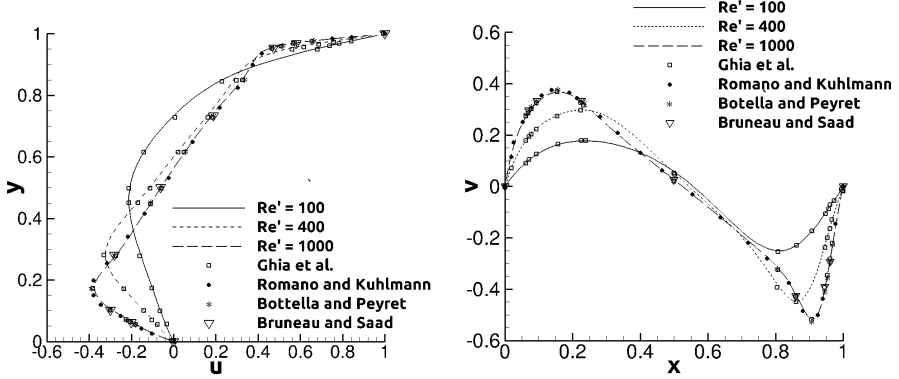 1
0.8
0.6
0.4
0.2
0
y
-0.6
-0.4
-0.2
0
0.2
0.4
0.6
0.8
1
u
Re' = 100
Re' = 400
Re' = 1000
Ghia et al.
Romano and Kuhlmann
Bottella and Peyret
Bruneau and Saad
0.6
0.4
0.2
0
-0.2
-0.4
-0.6
v
0
0.2
0.4
0.6
0.8
1
x
Re' = 100
Re' = 400
Re' = 1000
Ghia et al.
Romano and Kuhlmann
Botella and Peyret
Bruneau and Saad